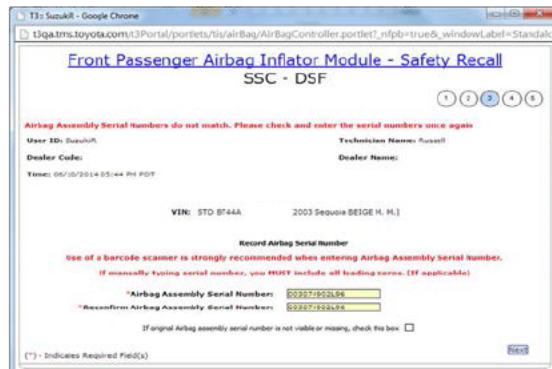 T3:: SuzukiR - Google Chrome
t3qa.tms.toyota.com/t3Portal/portlets/tis/airBag/AirBagController.portlet?_nfpb=true&_windowLabel=Standalo
Front Passenger Airbag Inflator Module - Safety Recall
SSC - DSF
1 2 3 4 5
Airbag Assembly Serial Numbers do not match. Please check and enter the serial numbers once again
User ID: SuzukiR Technician Name: Russell
Dealer Code: Dealer Name:
Time: 06/10/2014 05:44 PM PDT
VIN: 5TD BT44A 2003 Sequoia BEIGE M. M.]
Record Airbag Serial Number
Use of a barcode scanner is strongly recommended when entering Airbag Assembly Serial Number.
If manually typing serial number, you MUST include all leading zeros. (If applicable)
*Airbag Assembly Serial Number:
*Reconfirm Airbag Assembly Serial Number:
If original Airbag assembly serial number is not visible or missing, check this box
Next
(*) - Indicates Required Field(s)